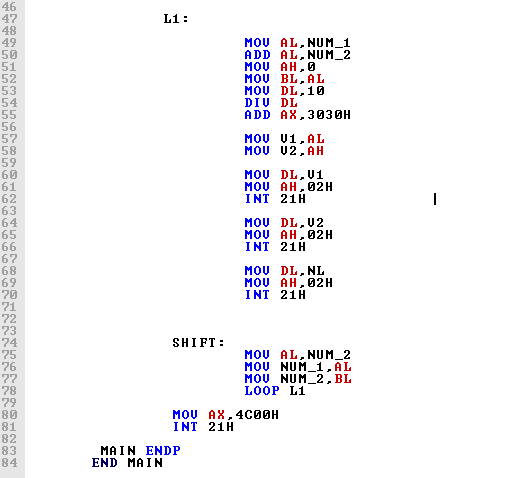 46
47 L1:
48
49 MOV AL,NUM_1
50 ADD AL,NUM_2
51 MOV AH,0
52 MOV BL,AL
53 MOV DL,10
54 DIV DL
55 ADD AX,3030H
56
57 MOV V1,AL
58 MOV V2,AH
59
60 MOV DL,V1
61 MOV AH,02H
62 INT 21H
63
64 MOV DL,V2
65 MOV AH,02H
66 INT 21H
67
68 MOV DL,NL
69 MOV AH,02H
70 INT 21H
71
72
73
74 SHIFT:
75 MOV AL,NUM_2
76 MOV NUM_1,AL
77 MOV NUM_2,BL
78 LOOP L1
79
80 MOV AX,4C00H
81 INT 21H
82
83 MAIN ENDP
84 END MAIN